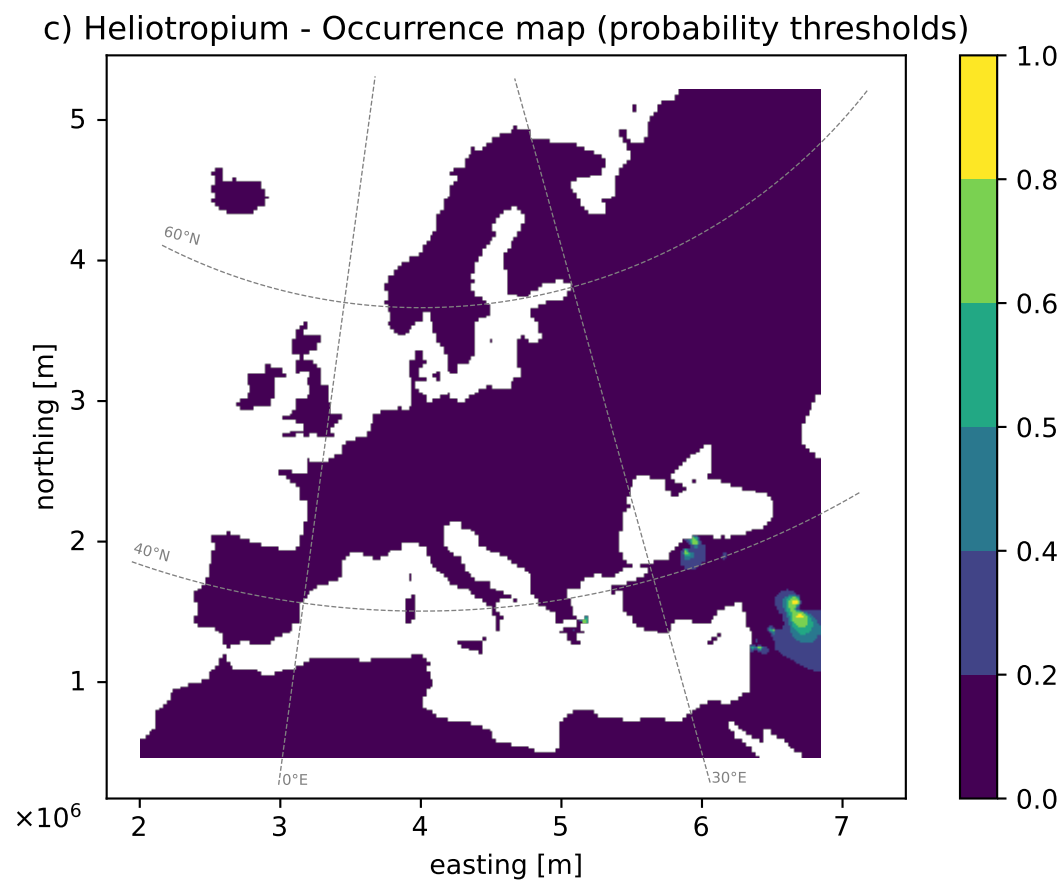 c) Heliotropium - Occurrence map (probability thresholds)
1.0
0.8
0.6
0.5
0.4
0.2
0.0
northing [m]
5
4
3
2
1
60°N
40°N
0°E
30°E
×10⁶
2 3 4 5 6 7
easting [m]